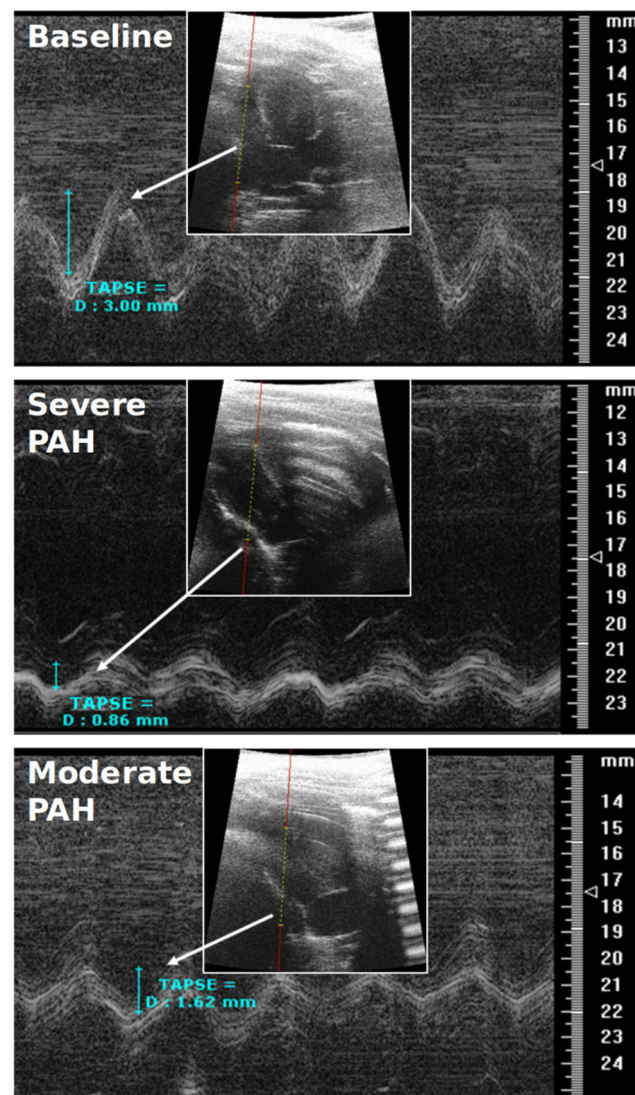 Baseline
TAPSE =
D : 3.00 mm
mm
13
14
15
16
17
18
19
20
21
22
23
24
Severe
PAH
TAPSE =
D : 0.86 mm
mm
12
13
14
15
16
17
18
19
20
21
22
23
Moderate
PAH
TAPSE =
D : 1.62 mm
mm
14
15
16
17
18
19
20
21
22
23
24